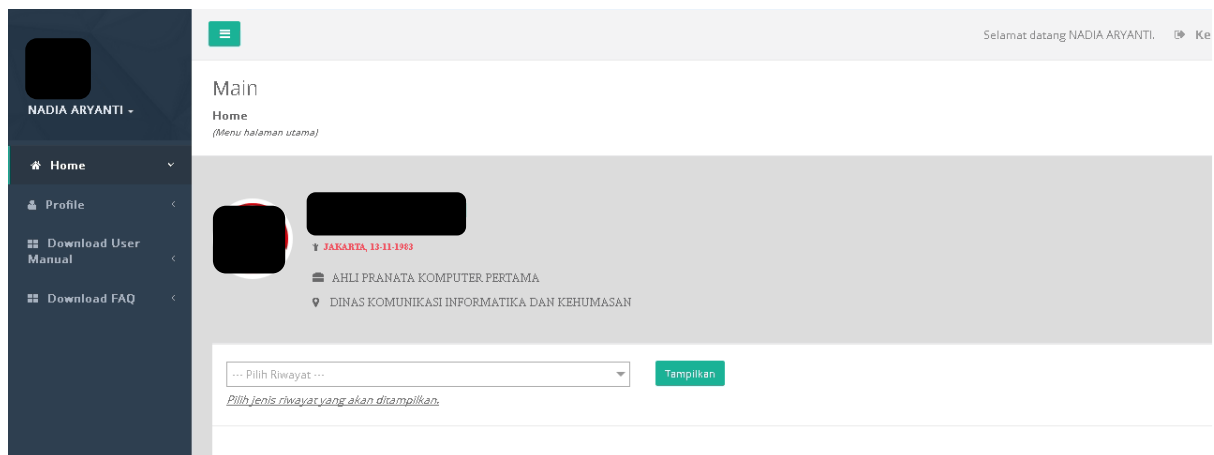 Selamat datang NADIA ARYANTI. Ke
NADIA ARYANTI
Main
Home
(Menu halaman utama)
Home
Profile
Download User
Manual
Download FAQ
JAKARTA, 13-11-1983
AHLI PRANATA KOMPUTER PERTAMA
DINAS KOMUNIKASI INFORMATIKA DAN KEHUMASAN
--- Pilih Riwayat ---
Tampilkan
Pilih jenis riwayat yang akan ditampilkan.